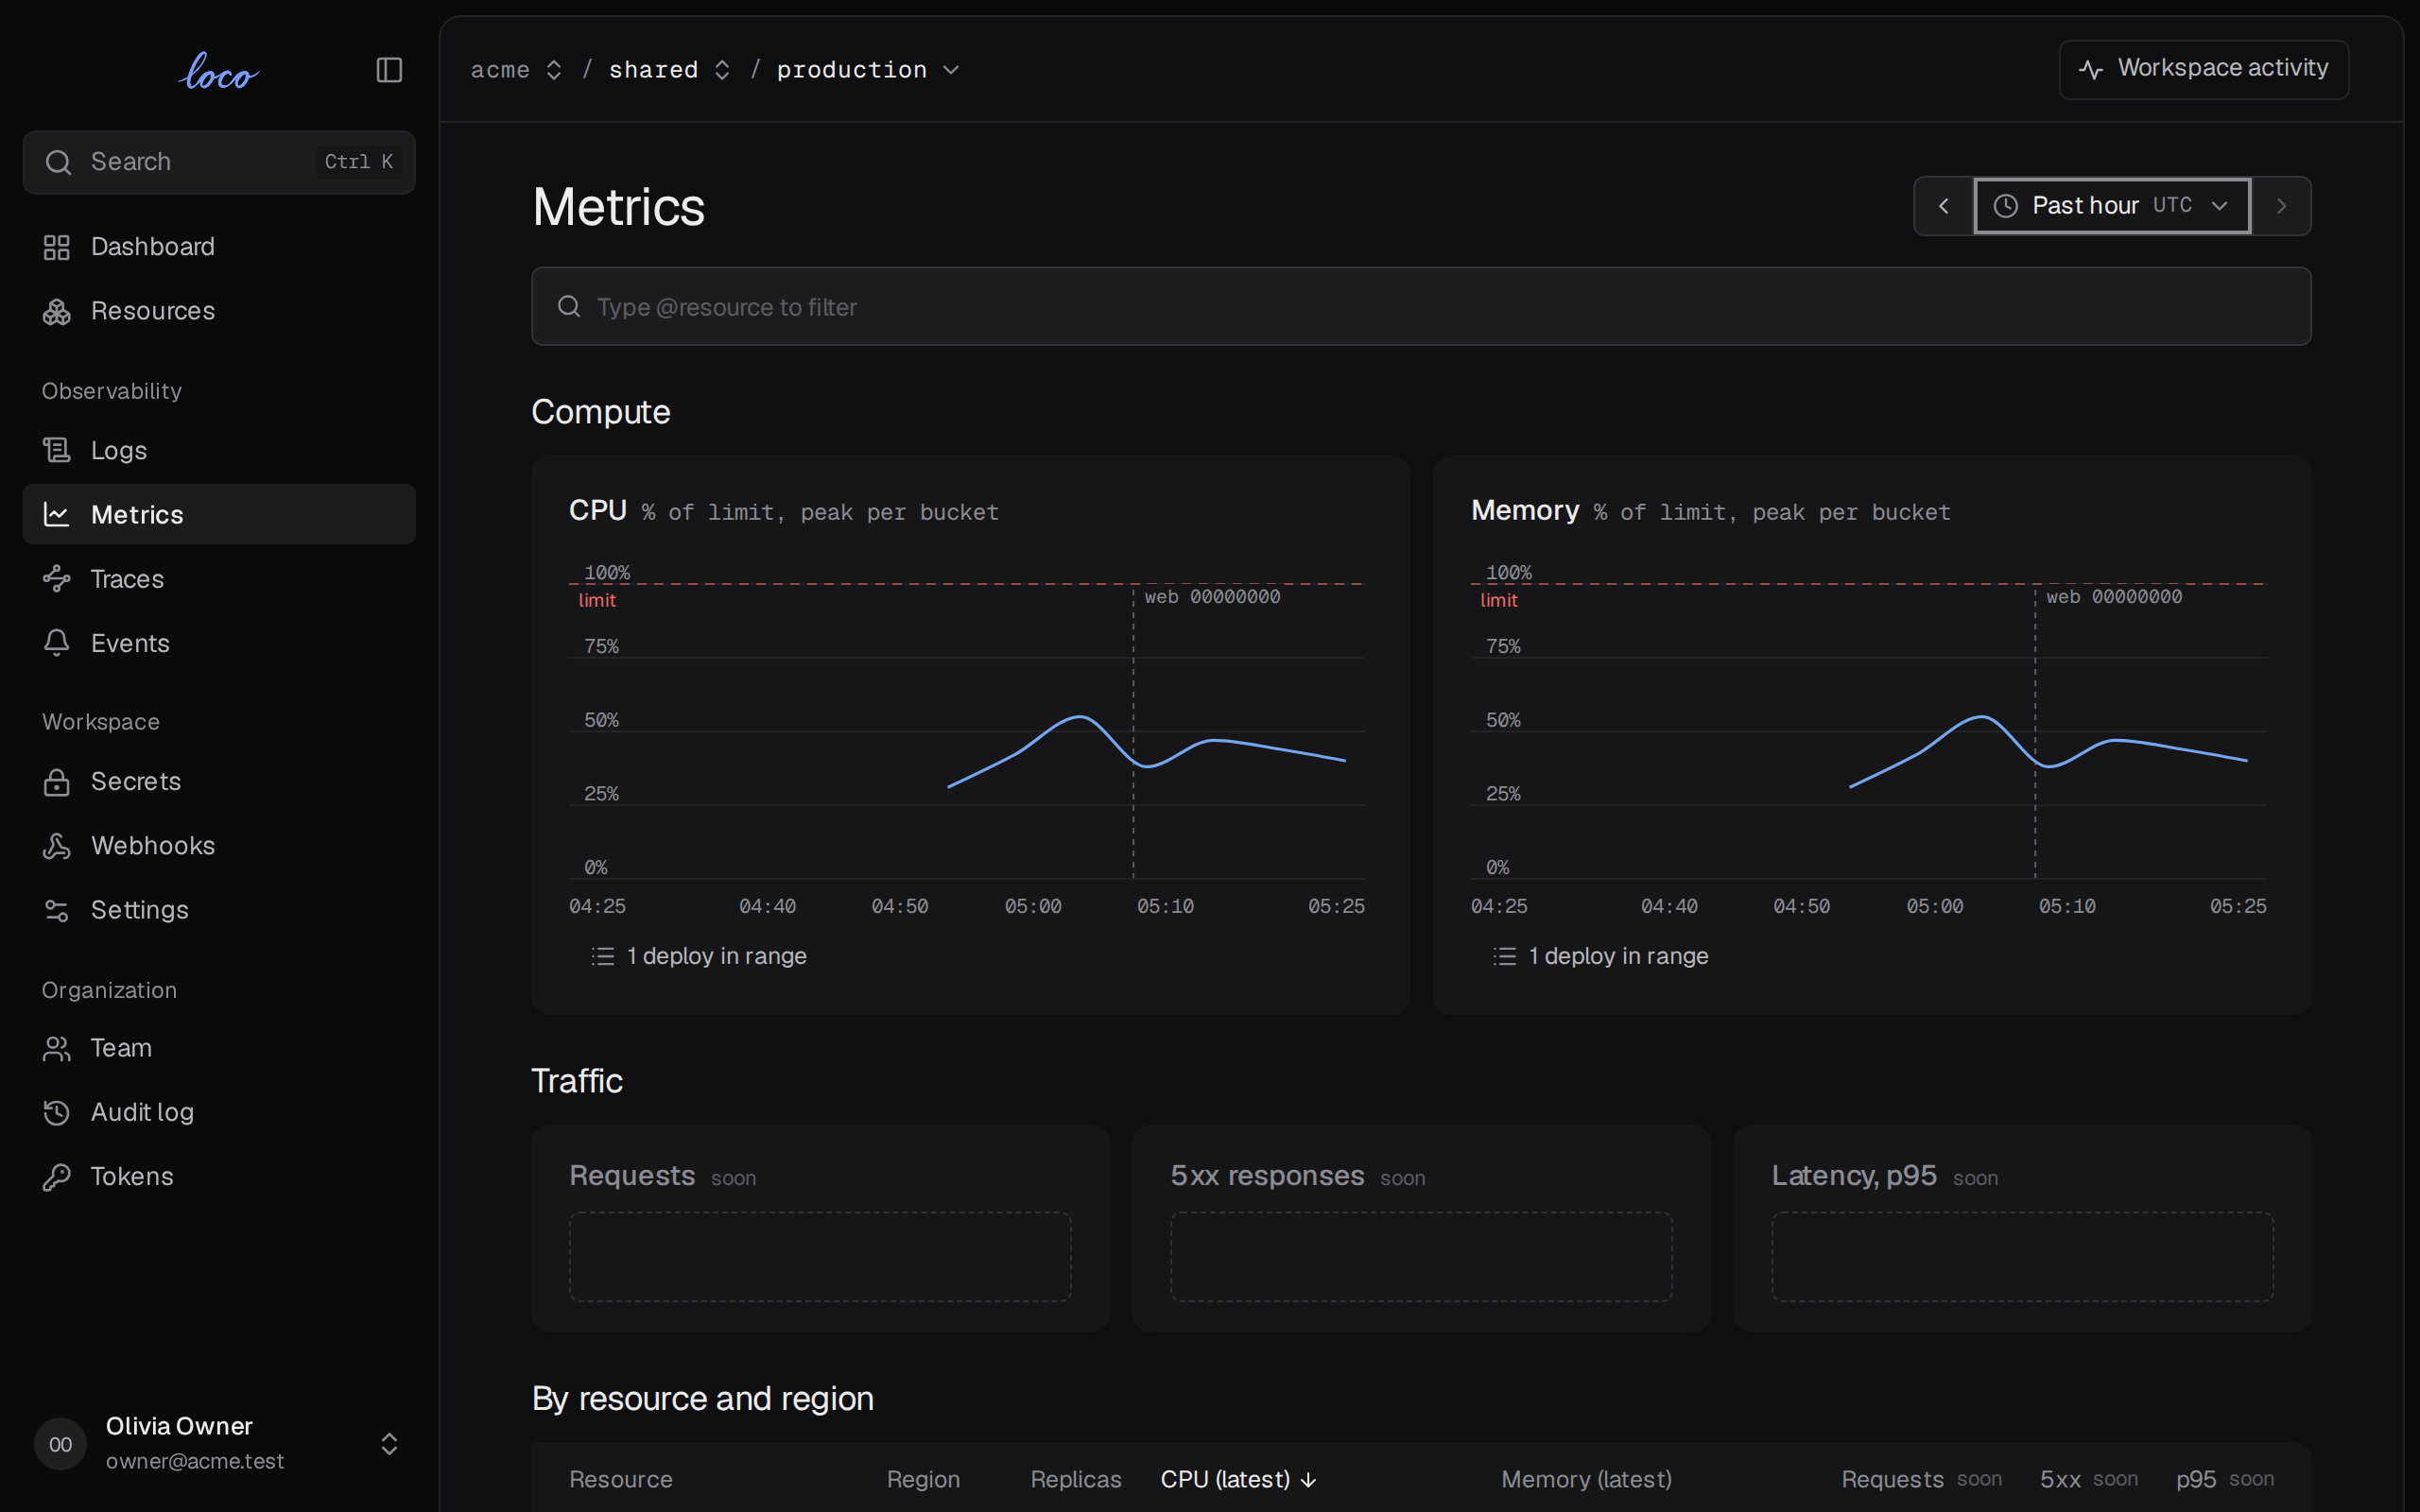 loco
acme / shared / production
Workspace activity
Search Ctrl K
Dashboard
Resources
Observability
Logs
Metrics
Traces
Events
Workspace
Secrets
Webhooks
Settings
Organization
Team
Audit log
Tokens
OO
Olivia Owner
owner@acme.test
Metrics
Past hour UTC
Type @resource to filter
Compute
CPU % of limit, peak per bucket
100%
limit
web 00000000
75%
50%
25%
0%
04:25 04:40 04:50 05:00 05:10 05:25
1 deploy in range
Memory % of limit, peak per bucket
100%
limit
web 00000000
75%
50%
25%
0%
04:25 04:40 04:50 05:00 05:10 05:25
1 deploy in range
Traffic
Requests soon
5xx responses soon
Latency, p95 soon
By resource and region
Resource Region Replicas CPU (latest) ↓ Memory (latest) Requests soon 5xx soon p95 soon